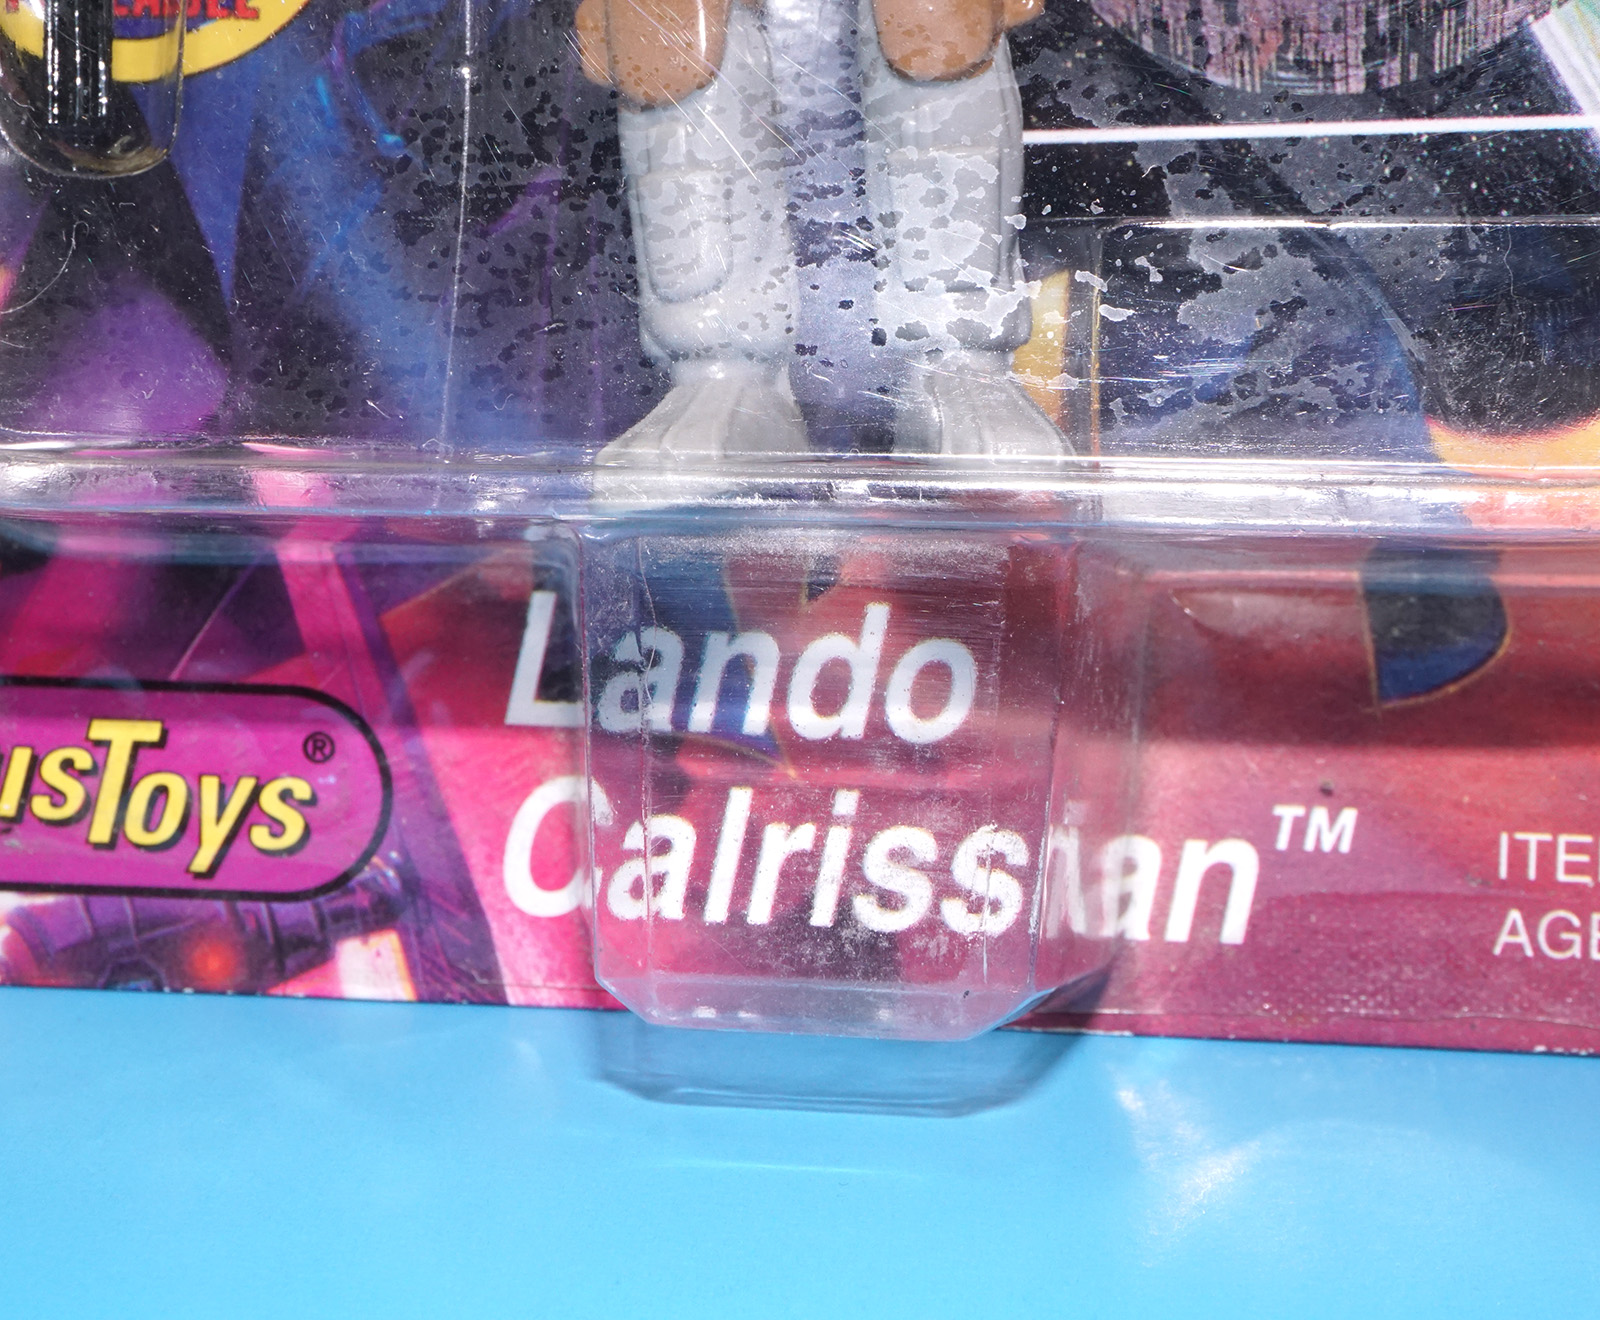 usToys®
Lando
Calrissian™
ITE
AGE